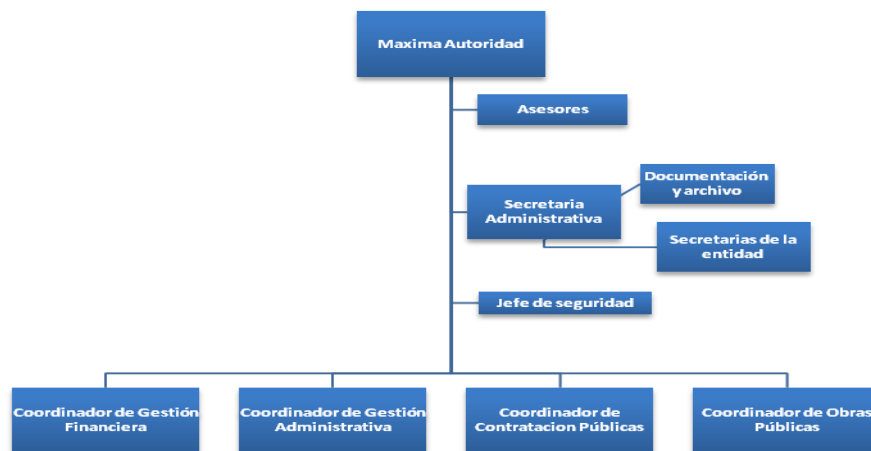 Maxima Autoridad
Asesores
Documentación
y archivo
Secretaria
Administrativa
Secretarias de la
entidad
Jefe de seguridad
Coordinador de Gestión
Financiera
Coordinador de Gestión
Administrativa
Coordinador de
Contratacion Públicas
Coordinador de Obras
Públicas